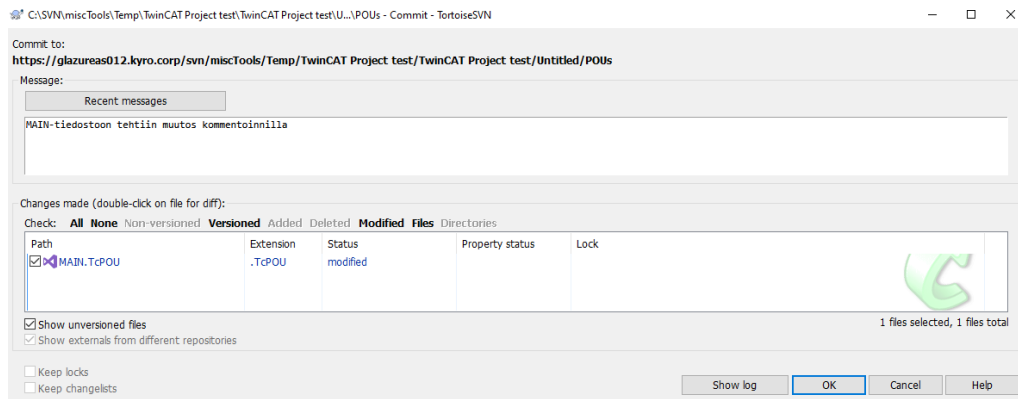 C:\SVN\miscTools\Temp\TwinCAT Project test\TwinCAT Project test\U...\POUs - Commit - TortoiseSVN
Commit to:
https://glazureas012.kyro.corp/svn/miscTools/Temp/TwinCAT Project test/TwinCAT Project test/Untitled/POUs
Message:
Recent messages
MAIN-tiedostoon tehtiin muutos kommentoinnilla
Changes made (double-click on file for diff):
Check: All None Non-versioned Versioned Added Deleted Modified Files Directories
Path Extension Status Property status Lock
MAIN.TcPOU .TcPOU modified
Show unversioned files 1 files selected, 1 files total
Show externals from different repositories
Keep locks
Keep changelists
Show log OK Cancel Help